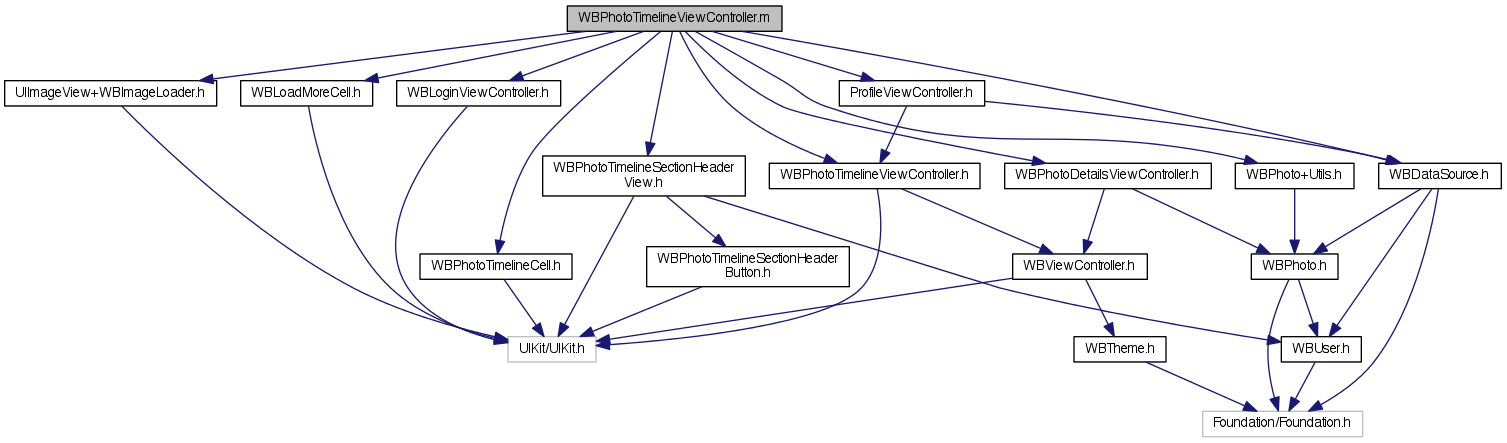 WBPhotoTimelineViewController.m
UIImageView+WBImageLoader.h
WBLoadMoreCell.h
WBLoginViewController.h
ProfileViewController.h
WBPhotoTimelineSectionHeader
View.h
WBPhotoTimelineViewController.h
WBPhotoDetailsViewController.h
WBPhoto+Utils.h
WBDataSource.h
WBPhotoTimelineCell.h
WBPhotoTimelineSectionHeader
Button.h
WBViewController.h
WBPhoto.h
UIKit/UIKit.h
WBTheme.h
WBUser.h
Foundation/Foundation.h